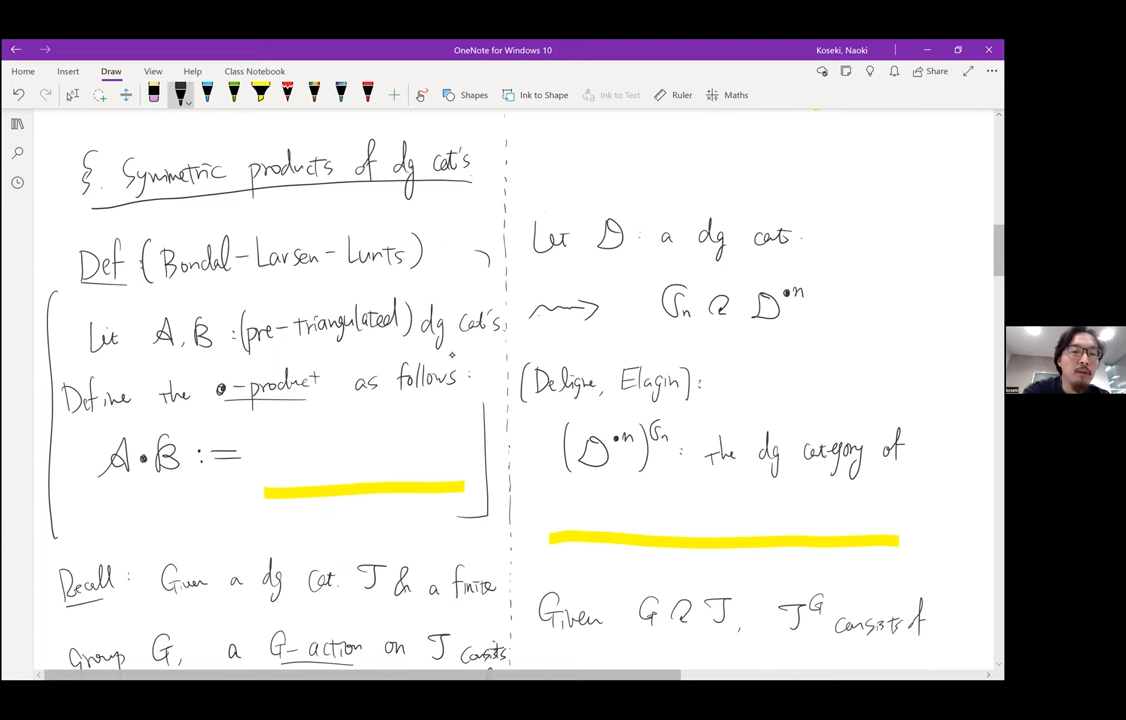 OneNote for Windows 10
Koseki, Naoki
Home Insert Draw View Help Class Notebook
Share
Shapes Ink to Shape Ink to Text Ruler Maths
§. Symmetric products of dg cat's
Def (Bondal-Larsen-Lunts)
Let A, B : (pre-triangulated) dg cat's.
Define the •-product as follows:
A • B :=
Recall: Given a dg cat. T & a finite
group G, a G-action on T consists
Let D : a dg cats.
⇝ 𝔖n ↻ D^{•n}
(Deligne, Elagin):
(D^{•n})^{𝔖n} : the dg category of
Given G ↻ T, T^G consists of
koseki